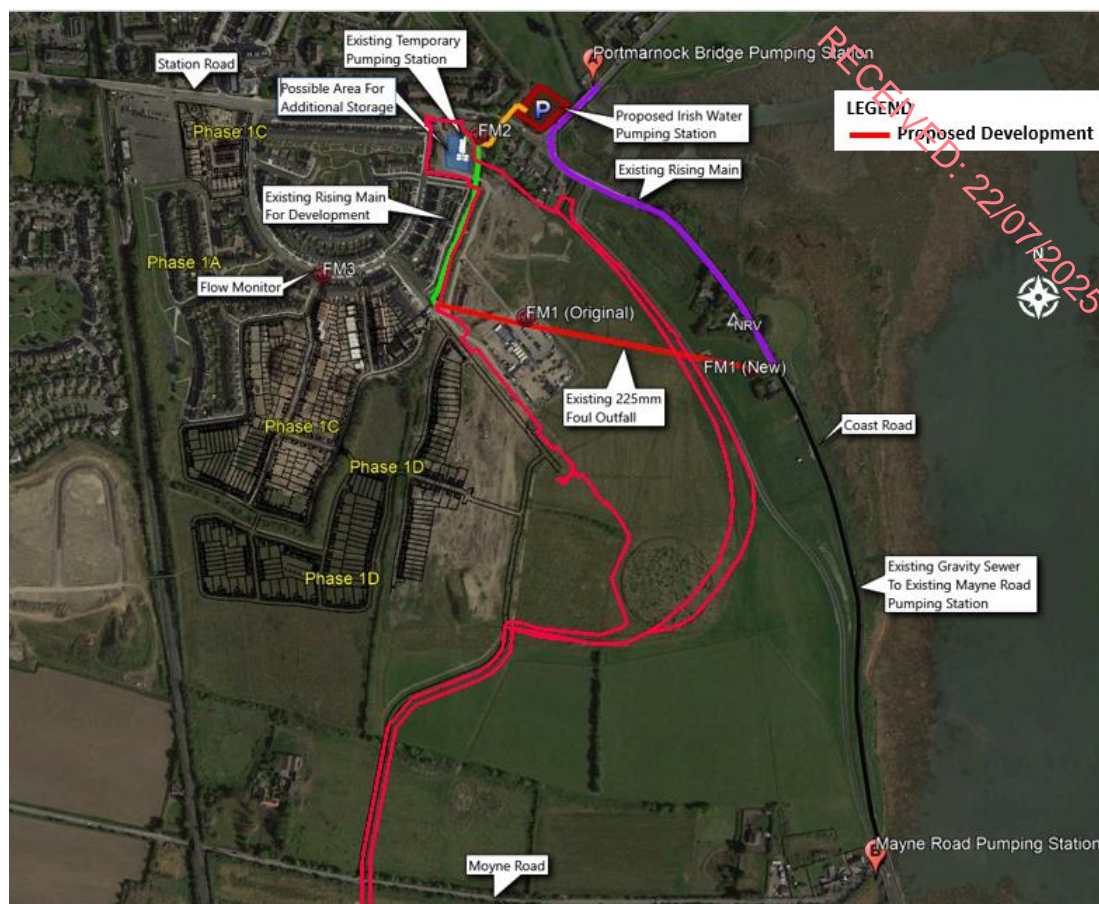 Existing Temporary
Pumping Station
Portmarnock Bridge Pumping Station
A
Station Road
Possible Area For
Additional Storage
LEGEND
Proposed Development
RECEIVED: 22/07/2025
P
Proposed Irish Water
Pumping Station
Phase 1C
FM2
Existing Rising Main
Existing Rising Main
For Development
N
Phase 1A
FM3
Flow Monitor
FM1 (Original)
NRV
FM1 (New)
Existing 225mm
Foul Outfall
Coast Road
Phase 1C
Phase 1D
Phase 1D
Existing Gravity Sewer
To Existing Mayne Road
Pumping Station
Mayne Road Pumping Station
B
Moyne Road